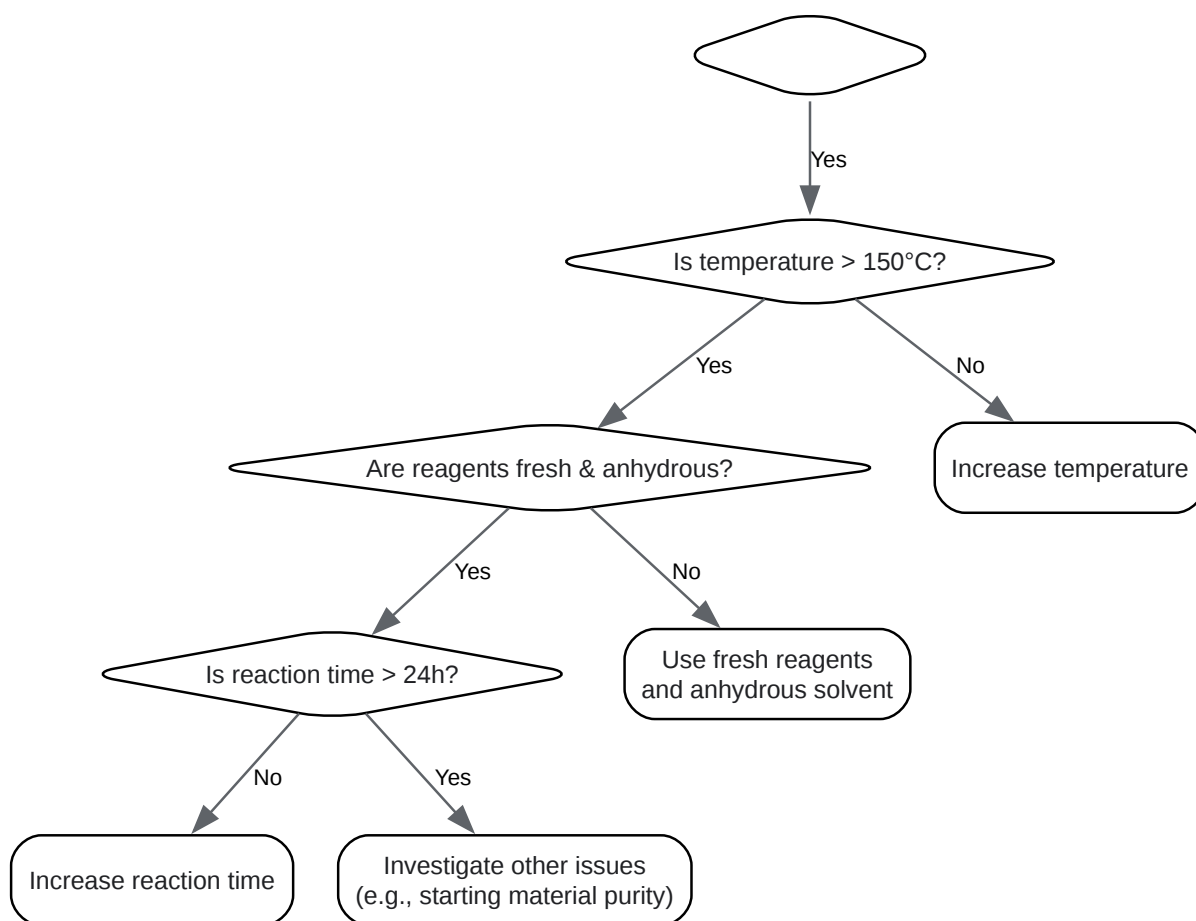 Yes
Is temperature > 150°C?
Yes
No
Are reagents fresh & anhydrous?
Increase temperature
Yes
No
Is reaction time > 24h?
Use fresh reagents
and anhydrous solvent
No
Yes
Increase reaction time
Investigate other issues
(e.g., starting material purity)